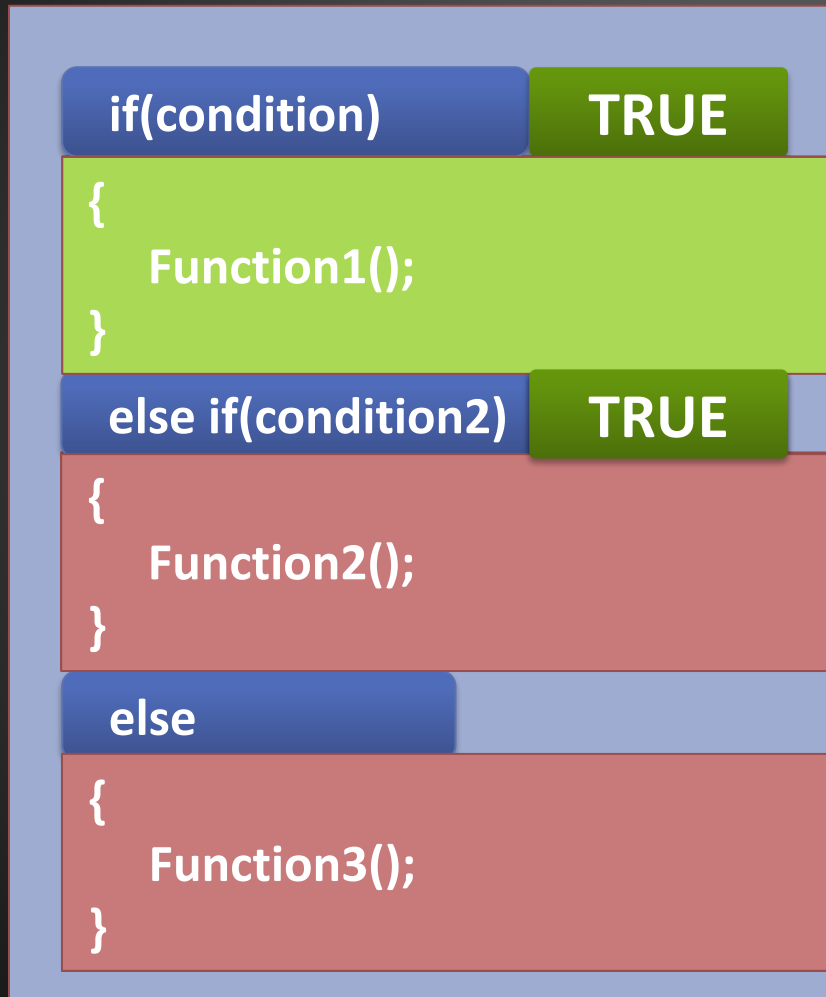 if(condition) TRUE
{
Function1();
}
else if(condition2) TRUE
{
Function2();
}
else
{
Function3();
}